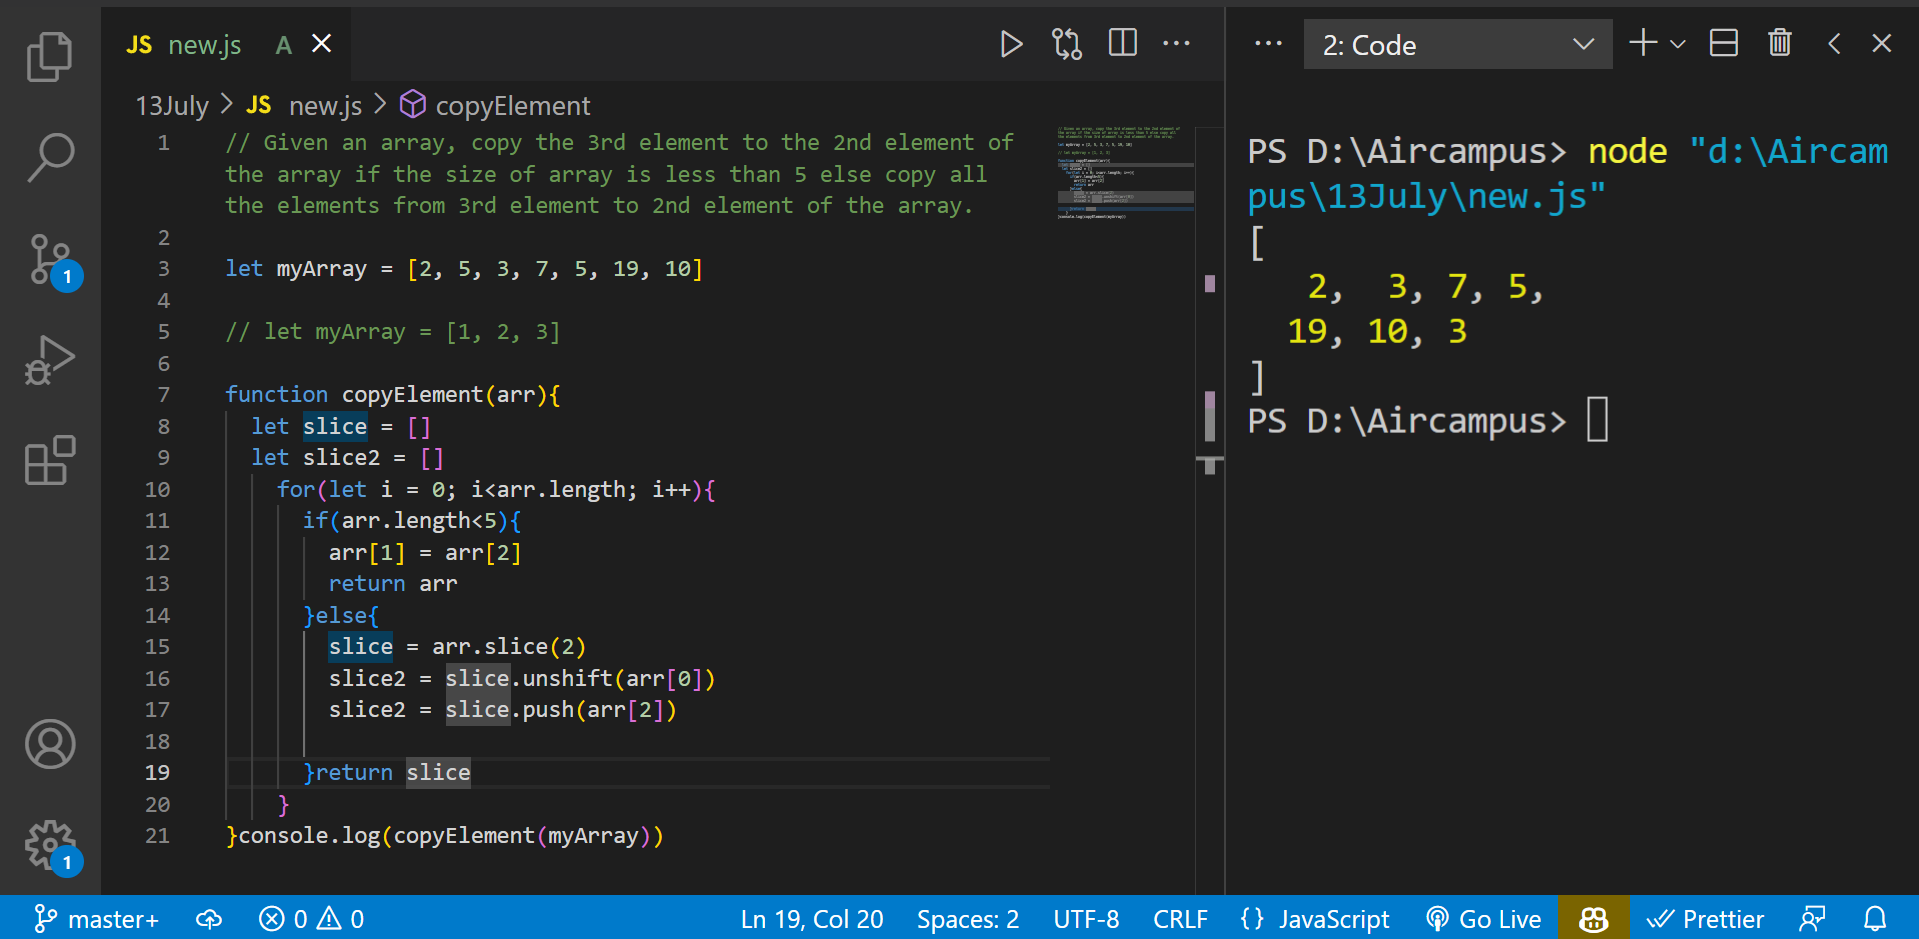 JS new.js A
2: Code
13July > JS new.js > copyElement
1 // Given an array, copy the 3rd element to the 2nd element of
the array if the size of array is less than 5 else copy all
the elements from 3rd element to 2nd element of the array.
2
3 let myArray = [2, 5, 3, 7, 5, 19, 10]
4
5 // let myArray = [1, 2, 3]
6
7 function copyElement(arr){
8 let slice = []
9 let slice2 = []
10 for(let i = 0; i<arr.length; i++){
11 if(arr.length<5){
12 arr[1] = arr[2]
13 return arr
14 }else{
15 slice = arr.slice(2)
16 slice2 = slice.unshift(arr[0])
17 slice2 = slice.push(arr[2])
18
19 }return slice
20 }
21 }console.log(copyElement(myArray))
PS D:\Aircampus> node "d:\Aircam
pus\13July\new.js"
[
2, 3, 7, 5,
19, 10, 3
]
PS D:\Aircampus>
1
1
master+ 0 0 Ln 19, Col 20 Spaces: 2 UTF-8 CRLF {} JavaScript Go Live Prettier